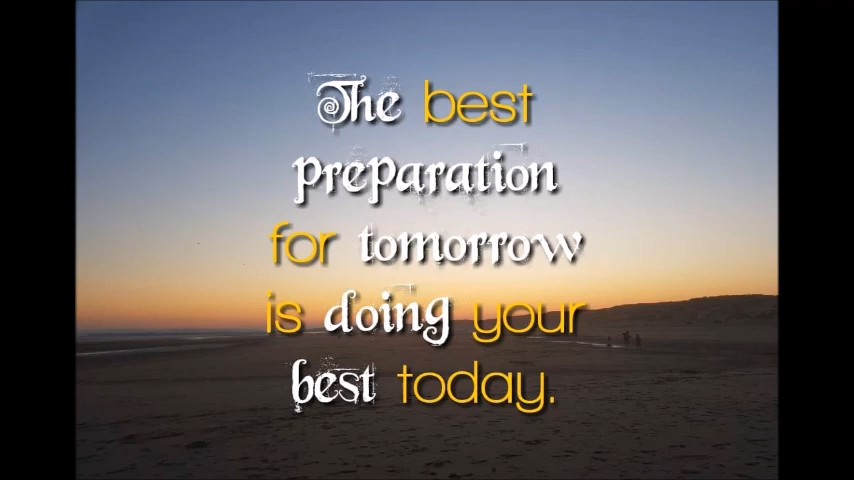 The best
preparation
for tomorrow
is doing your
best today.